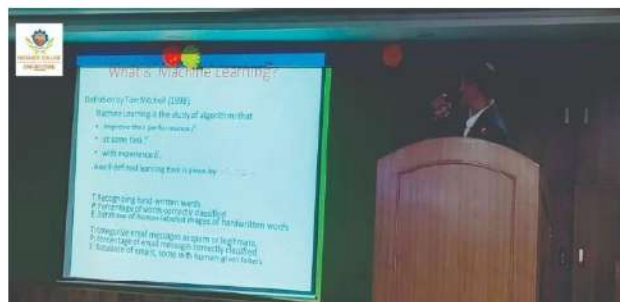 What is Machine Learning?
Definition by Tom Mitchell (1998)
Machine Learning is the study of algorithms that
• improve their performance P
• at some task T
• with experience E.
A well-defined learning task is given by
T: Recognizing hand-written words
P: Percentage of words correctly classified
E: Database of human-labeled images of handwritten words
T: Categorize email messages as spam or legitimate.
P: Percentage of email messages correctly classified.
E: Database of emails, some with human-given labels